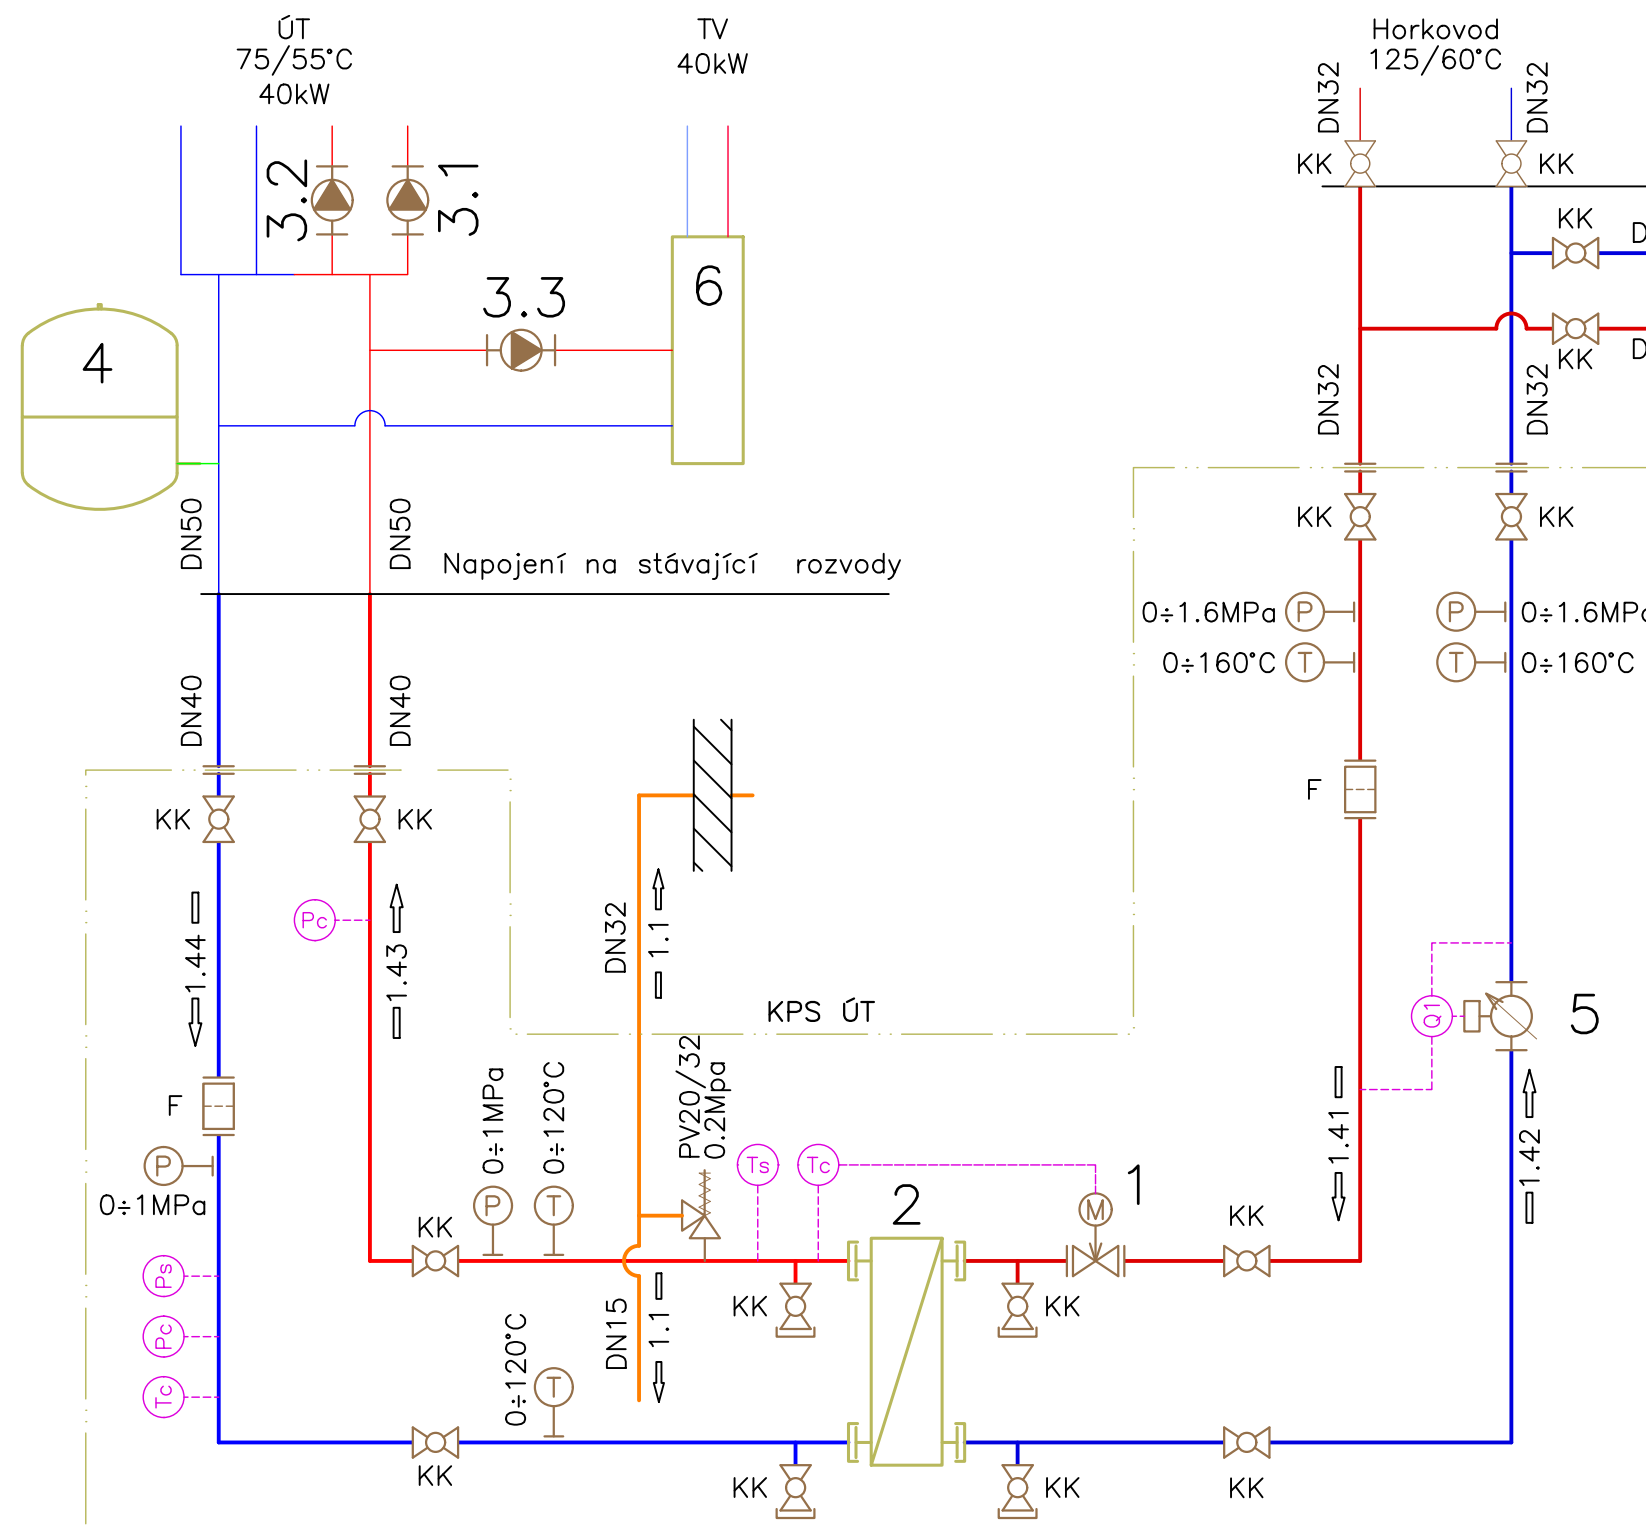 ÚT
75/55°C
40kW
TV
40kW
Horkovod
125/60°C
DN32
DN32
KK
KK
3.2
3.1
KK
D
6
3.3
4
KK
D
DN32
DN32
DN50
DN50
KK
KK
Napojení na stávající rozvody
0÷1.6MPa
P
P
0÷1.6MPa
0÷160°C
T
T
0÷160°C
DN40
DN40
F
KK
KK
Pc
1.44
1.43
DN32
1.1
KPS ÚT
Q1
5
F
P
0÷1MPa
0÷1MPa
0÷120°C
PV20/32
0.2Mpa
Ts
Tc
1
1.41
1.42
P
T
M
2
KK
KK
Ps
Pc
Tc
KK
KK
DN15
1.1
0÷120°C
T
KK
KK
KK
KK